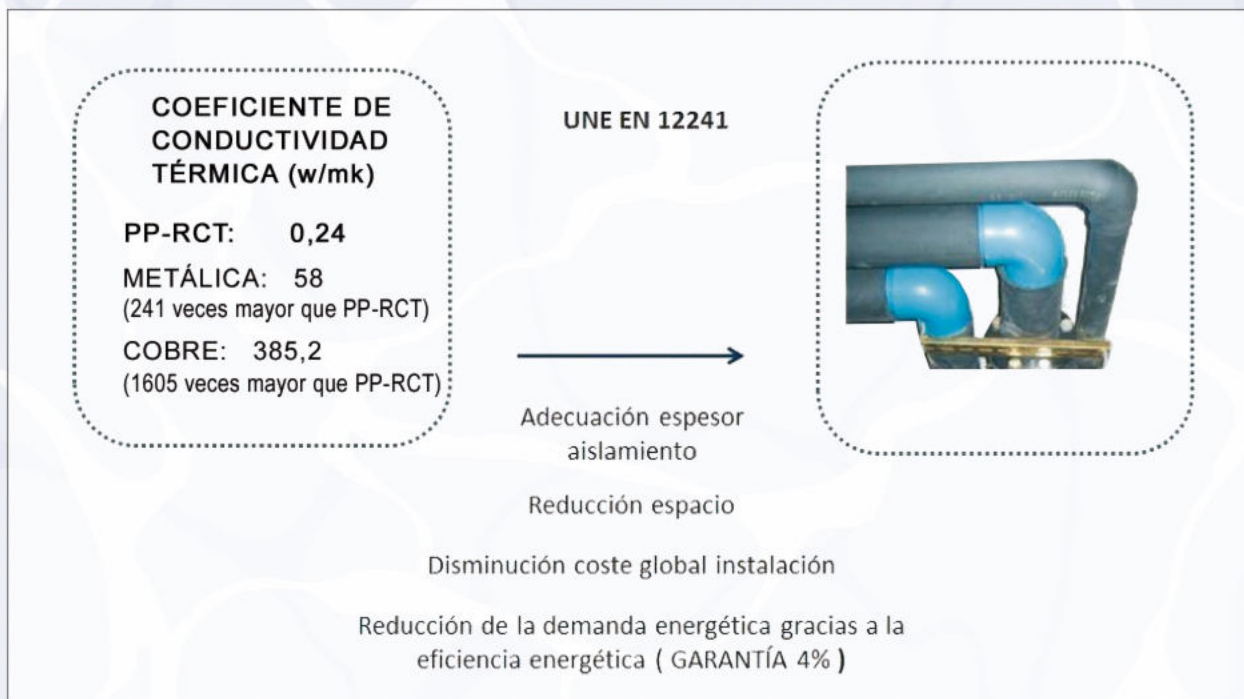 COEFICIENTE DE
CONDUCTIVIDAD
TÉRMICA (w/mk)
PP-RCT: 0,24
METÁLICA: 58
(241 veces mayor que PP-RCT)
COBRE: 385,2
(1605 veces mayor que PP-RCT)
UNE EN 12241
Adecuación espesor
aislamiento
Reducción espacio
Disminución coste global instalación
Reducción de la demanda energética gracias a la
eficiencia energética ( GARANTÍA 4% )